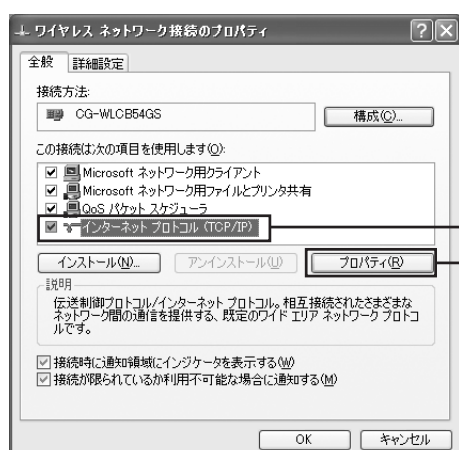 ワイヤレス ネットワーク接続のプロパティ
全般
詳細設定
接続方法:
CG-WLCB54GS
構成(C)...
この接続は次の項目を使用します(O):
Microsoft ネットワーク用クライアント
Microsoft ネットワーク用ファイルとプリンタ共有
QoS パケット スケジューラ
インターネット プロトコル (TCP/IP)
インストール(N)...
アンインストール(U)
プロパティ(R)
説明
伝送制御プロトコル/インターネット プロトコル。相互接続されたさまざまな
ネットワーク間の通信を提供する、既定のワイド エリア ネットワーク プロトコ
ルです。
接続時に通知領域にインジケータを表示する(W)
接続が限られているか利用不可能な場合に通知する(M)
OK
キャンセル